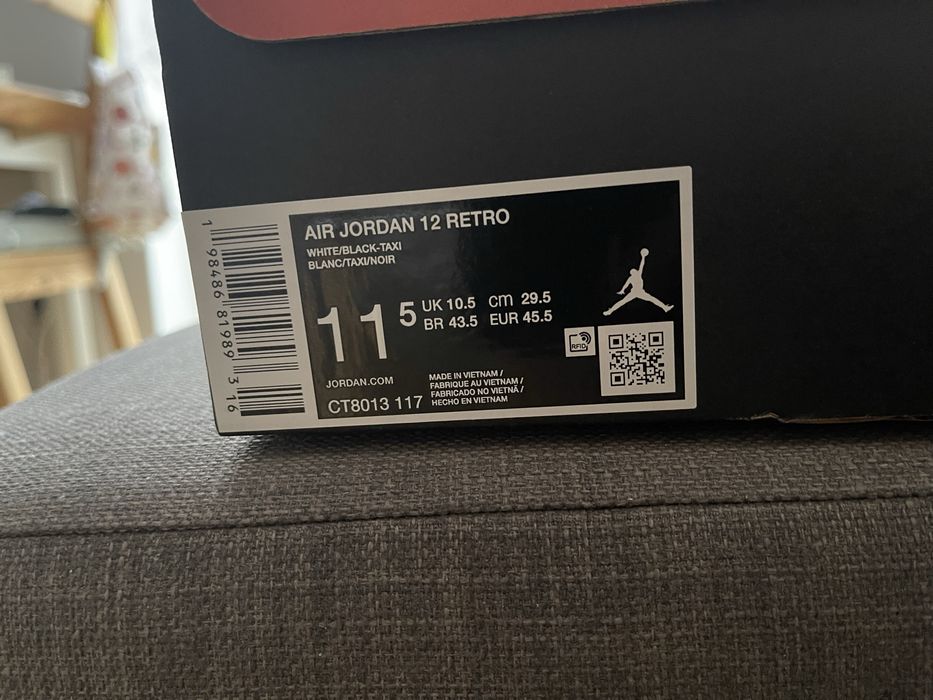 1 98486 81989 3 16
AIR JORDAN 12 RETRO
WHITE/BLACK-TAXI
BLANC/TAXI/NOIR
11 5
UK 10.5 cm 29.5
BR 43.5 EUR 45.5
RFID
JORDAN.COM
CT8013 117
MADE IN VIETNAM /
FABRIQUE AU VIETNAM /
FABRICADO NO VIETNÃ /
HECHO EN VIETNAM